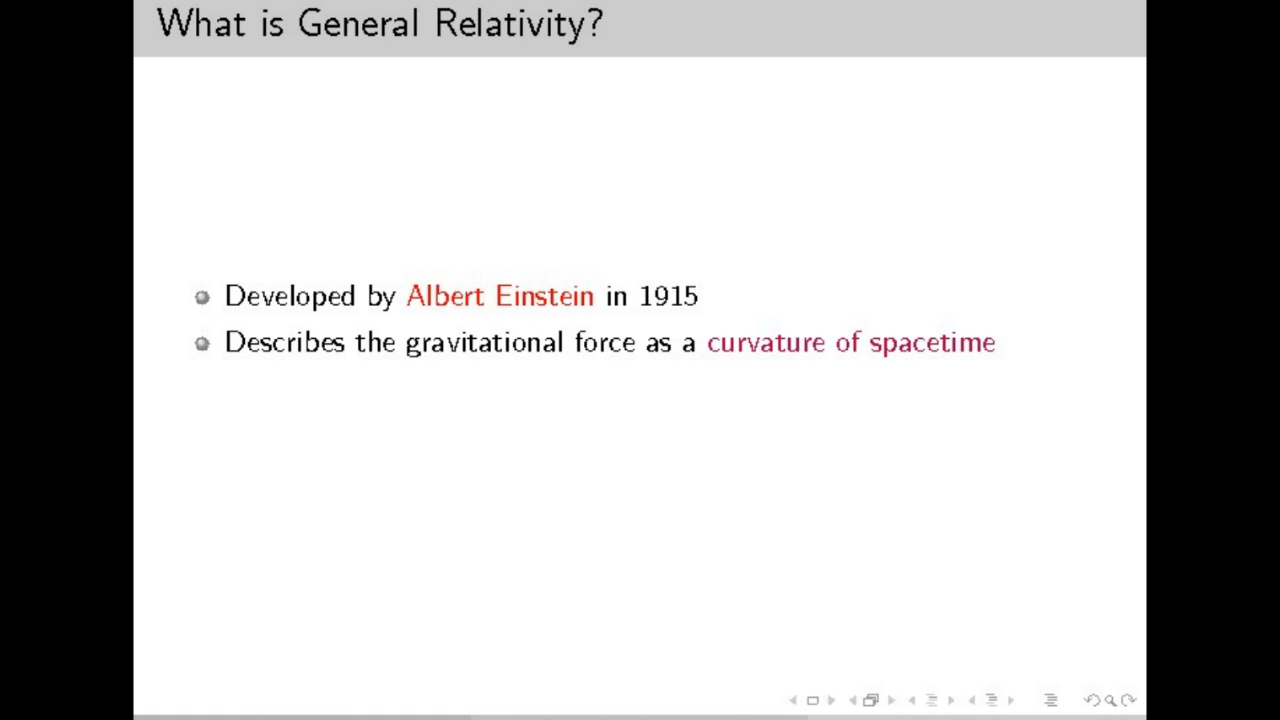 What is General Relativity?
Developed by Albert Einstein in 1915
Describes the gravitational force as a curvature of spacetime